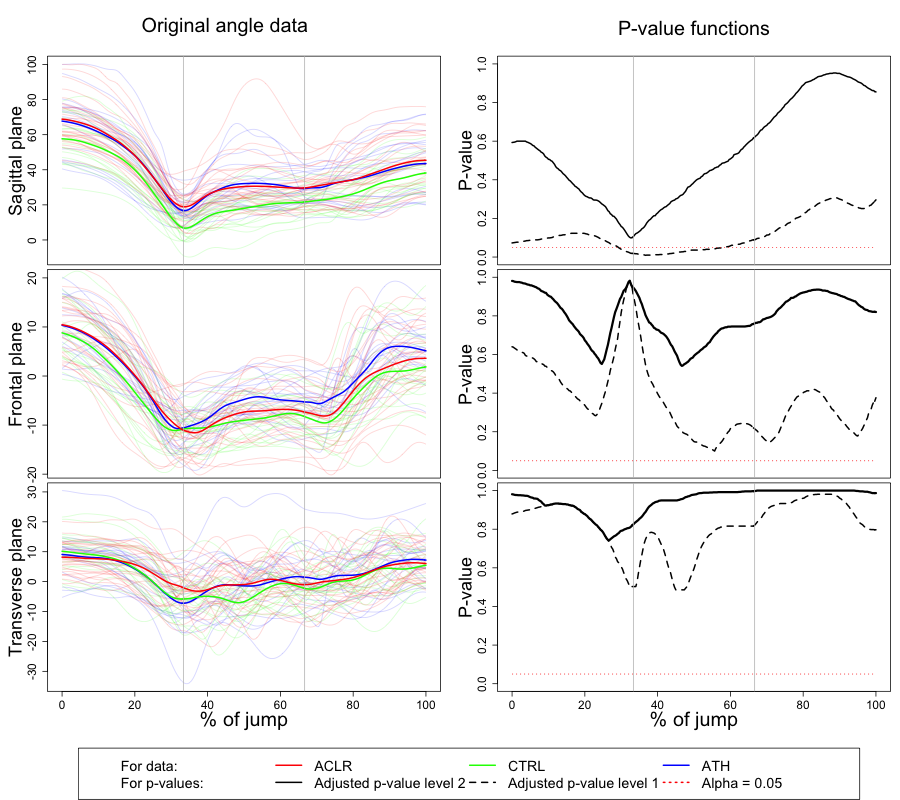 Original angle data
P-value functions
Sagittal plane
0 20 40 60 80 100
P-value
0.0 0.2 0.4 0.6 0.8 1.0
Frontal plane
-20 -10 0 10 20
P-value
0.0 0.2 0.4 0.6 0.8 1.0
Transverse plane
-30 -20 -10 0 10 20 30
P-value
0.0 0.2 0.4 0.6 0.8 1.0
0 20 40 60 80 100
0 20 40 60 80 100
% of jump
% of jump
For data: ACLR CTRL ATH
For p-values: Adjusted p-value level 2 Adjusted p-value level 1 Alpha = 0.05